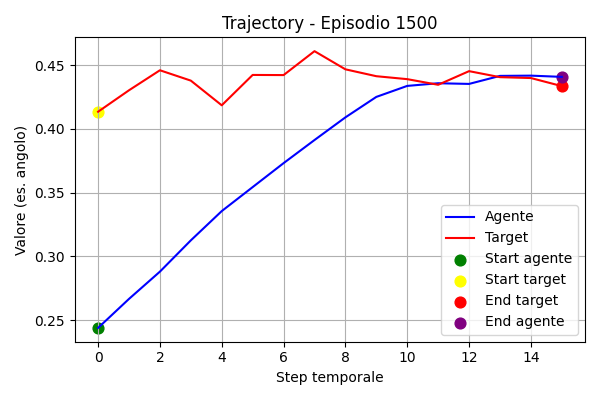 Trajectory - Episodio 1500
Valore (es. angolo)
0.45
0.40
0.35
0.30
0.25
0 2 4 6 8 10 12 14
Step temporale
Agente
Target
Start agente
Start target
End target
End agente